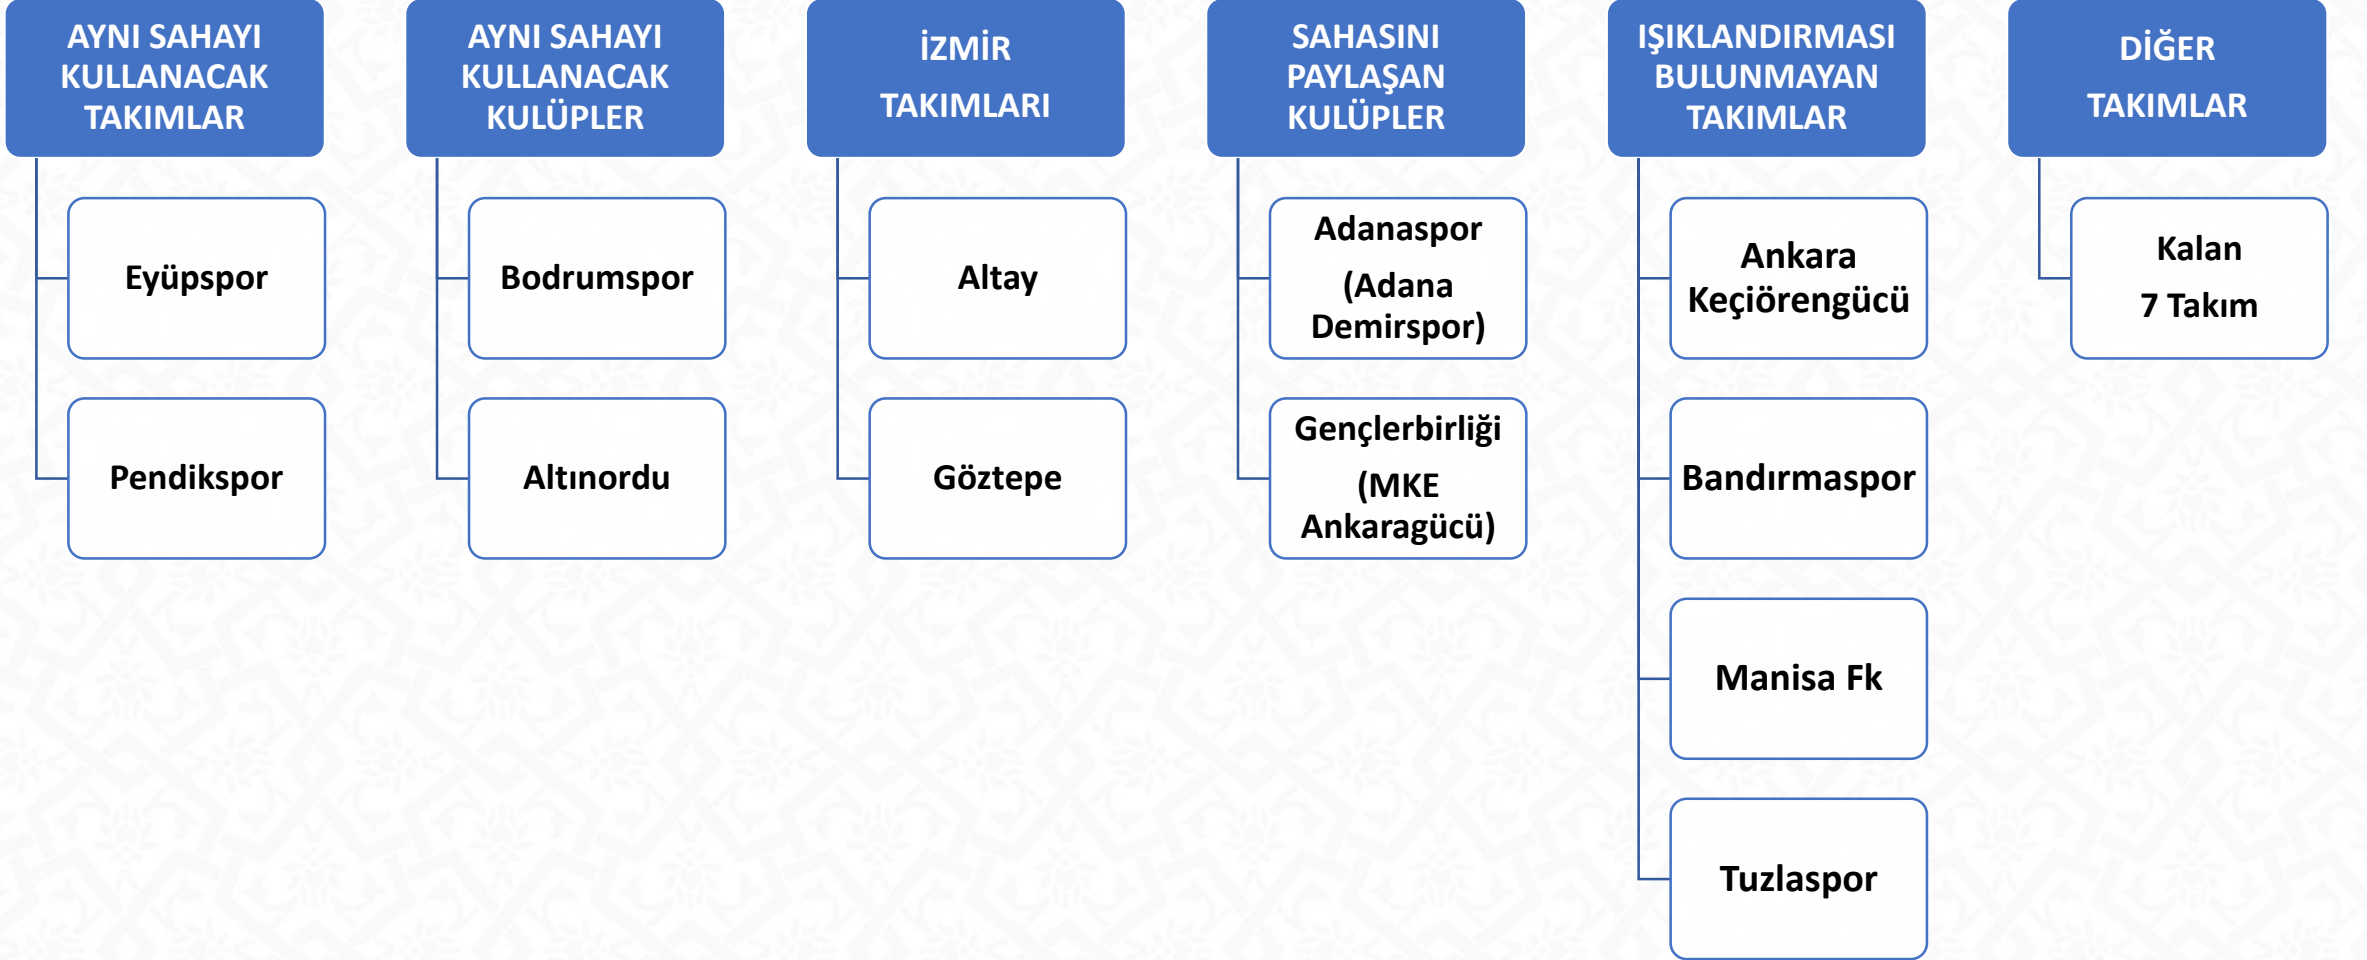 AYNI SAHAYI
KULLANACAK
TAKIMLAR
Eyüpspor
Pendikspor
AYNI SAHAYI
KULLANACAK
KULÜPLER
Bodrumspor
Altınordu
İZMİR
TAKIMLARI
Altay
Göztepe
SAHASINI
PAYLAŞAN
KULÜPLER
Adanaspor
(Adana
Demirspor)
Gençlerbirliği
(MKE
Ankaragücü)
IŞIKLANDIRMASI
BULUNMAYAN
TAKIMLAR
Ankara
Keçiörengücü
Bandırmaspor
Manisa Fk
Tuzlaspor
DİĞER
TAKIMLAR
Kalan
7 Takım